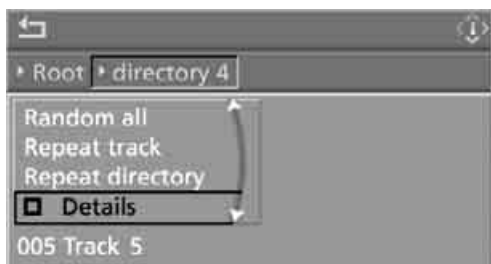 Root directory 4
Random all
Repeat track
Repeat directory
Details
005 Track 5